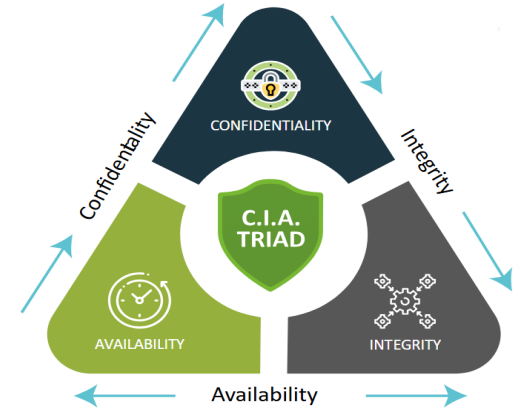 CONFIDENTIALITY
Confidentality
Integrity
C.I.A.
TRIAD
AVAILABILITY
INTEGRITY
Availability